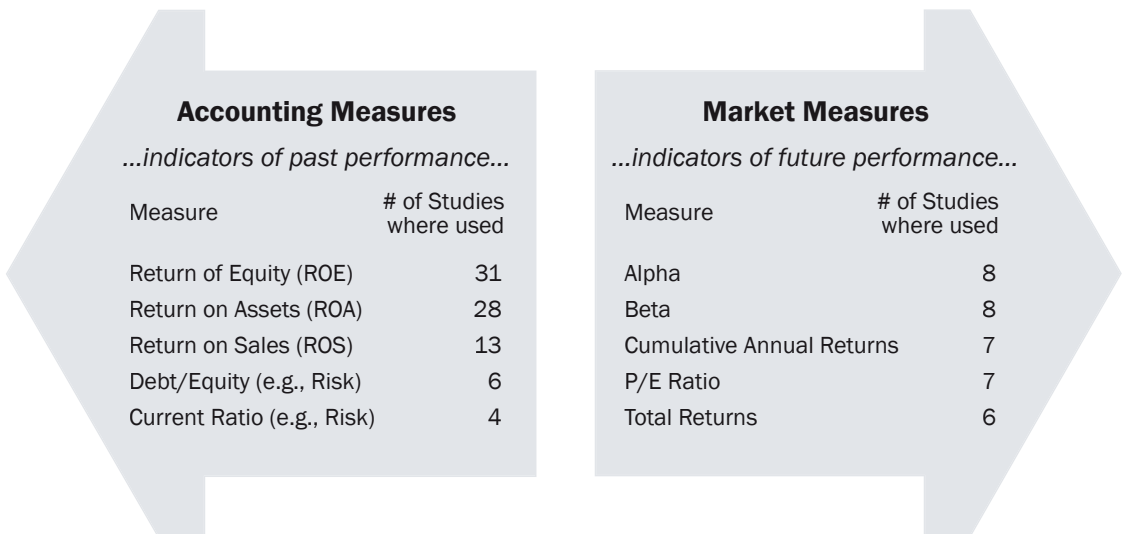 Accounting Measures
...indicators of past performance...
Measure # of Studies
where used
Return of Equity (ROE) 31
Return on Assets (ROA) 28
Return on Sales (ROS) 13
Debt/Equity (e.g., Risk) 6
Current Ratio (e.g., Risk) 4
Market Measures
...indicators of future performance...
Measure # of Studies
where used
Alpha 8
Beta 8
Cumulative Annual Returns 7
P/E Ratio 7
Total Returns 6